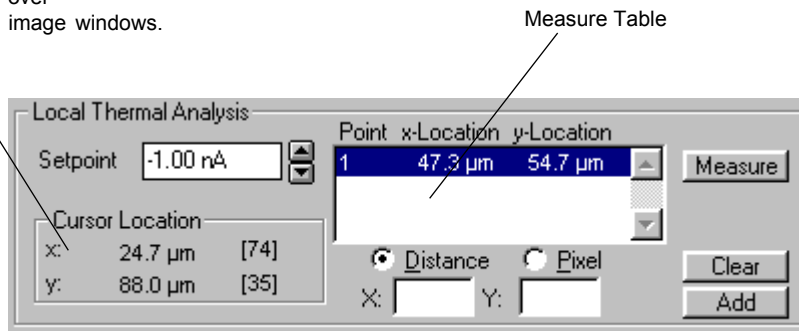 over
image windows.
Measure Table
Local Thermal Analysis
Setpoint -1.00 nA
Point x-Location y-Location
1 47.3 µm 54.7 µm
Measure
Cursor Location
x: 24.7 µm [74]
y: 88.0 µm [35]
Distance Pixel
X: Y:
Clear
Add